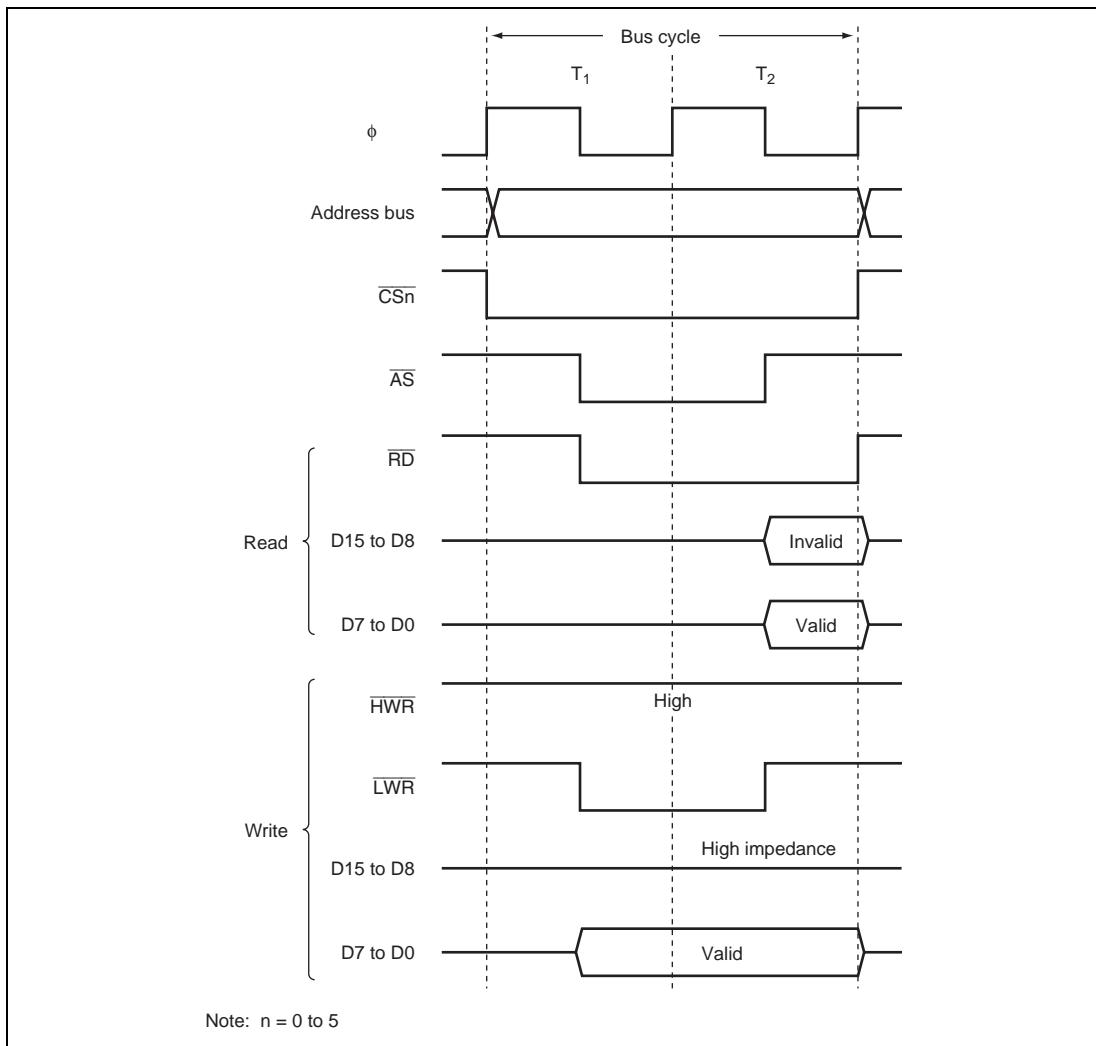 Bus cycle
T1 T2
ϕ
Address bus
CSn
AS
RD
Read
D15 to D8 Invalid
D7 to D0 Valid
HWR High
LWR
Write
D15 to D8 High impedance
D7 to D0 Valid
Note: n = 0 to 5